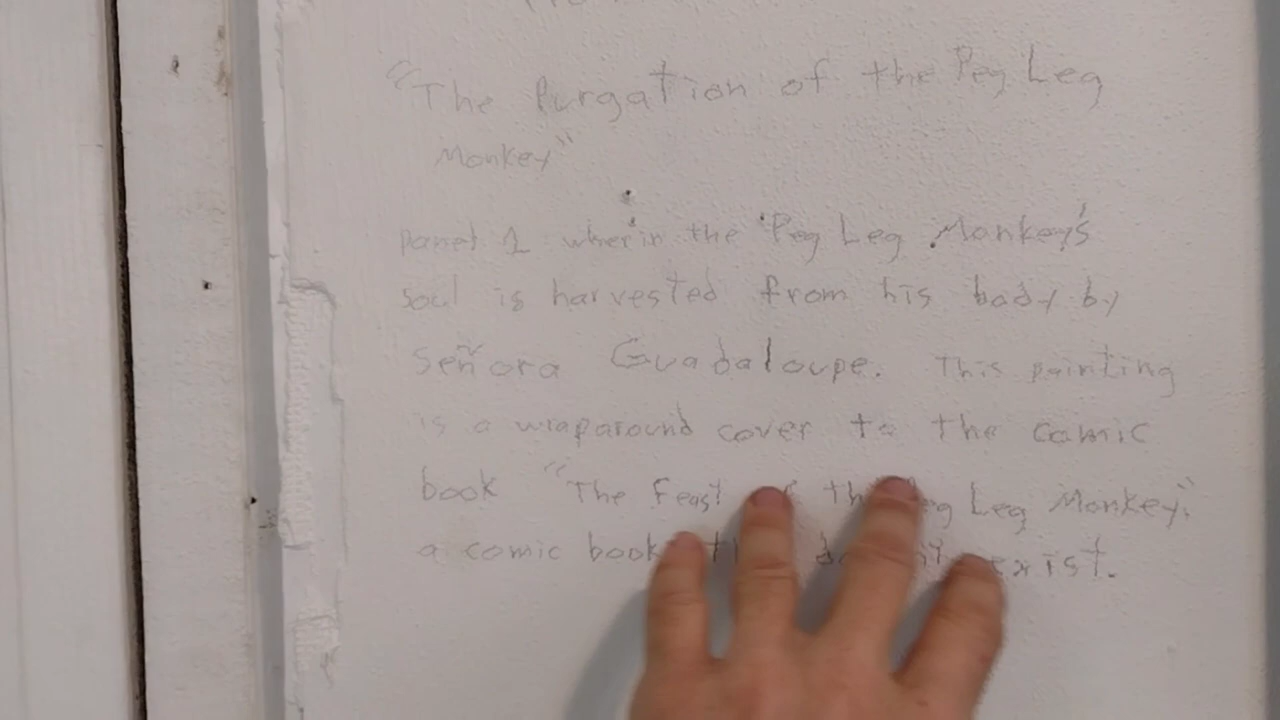 "The Purgation of the Peg Leg
Monkey"
panel 1 wherin the Peg Leg Monkey's
soul is harvested from his body by
Señora Guadaloupe. This painting
is a wraparound cover to the comic
book "The Feast the Leg Monkey,"
a comic book exist.